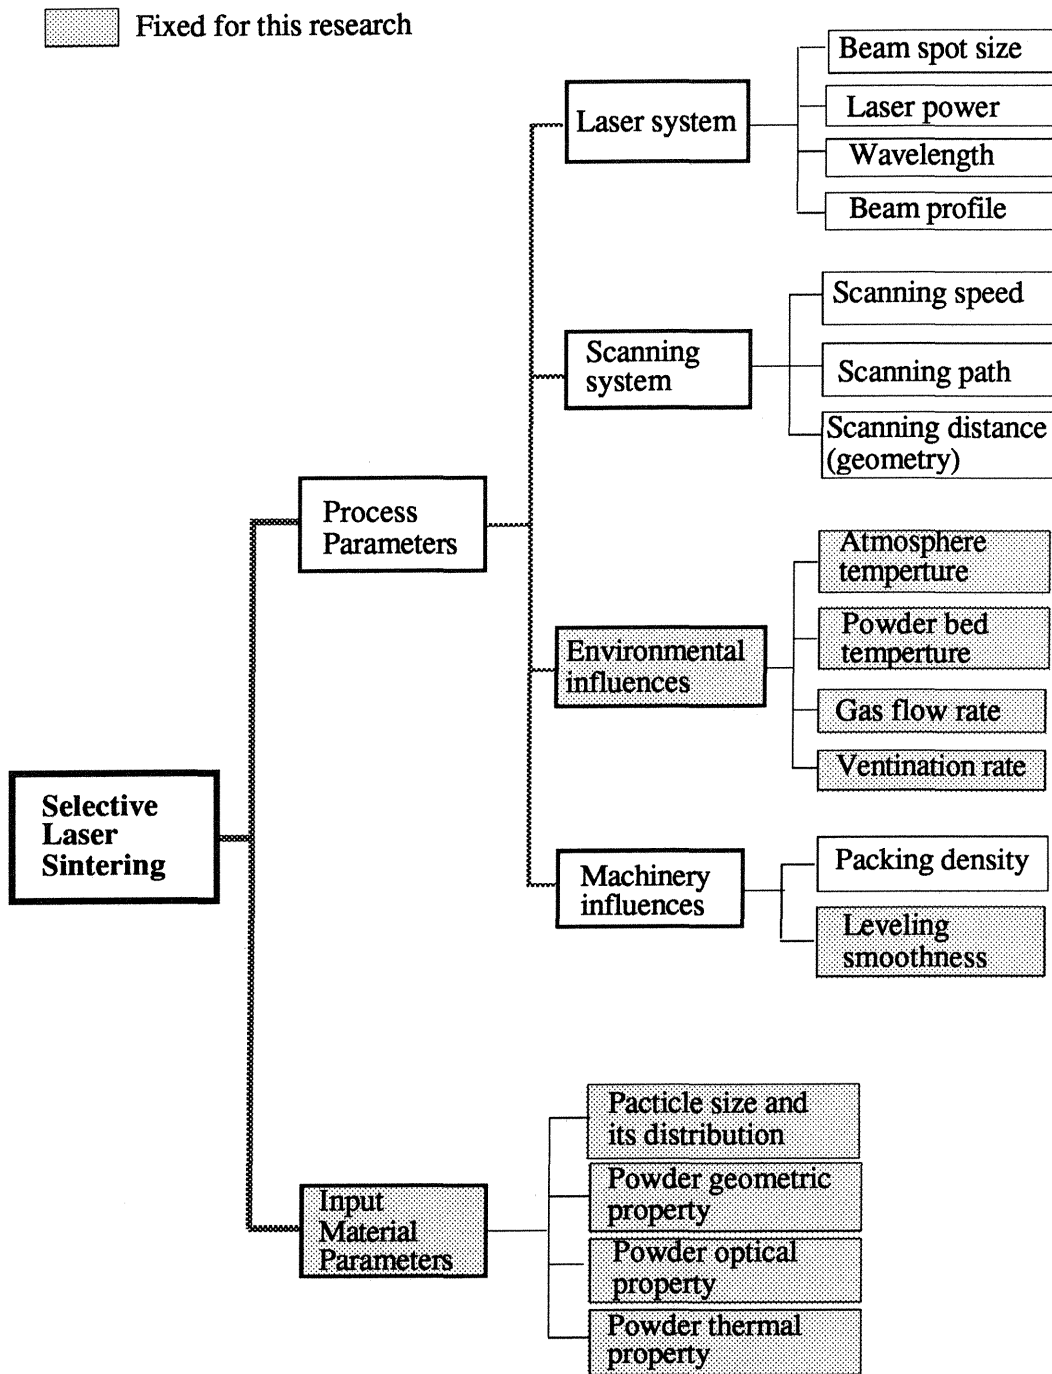 Fixed for this research
Beam spot size
Laser system
Laser power
Wavelength
Beam profile
Scanning speed
Scanning
system
Scanning path
Scanning distance
(geometry)
Process
Parameters
Atmosphere
temperture
Environmental
influences
Powder bed
temperture
Gas flow rate
Ventination rate
Selective
Laser
Sintering
Machinery
influences
Packing density
Leveling
smoothness
Pacticle size and
its distribution
Input
Material
Parameters
Powder geometric
property
Powder optical
property
Powder thermal
property